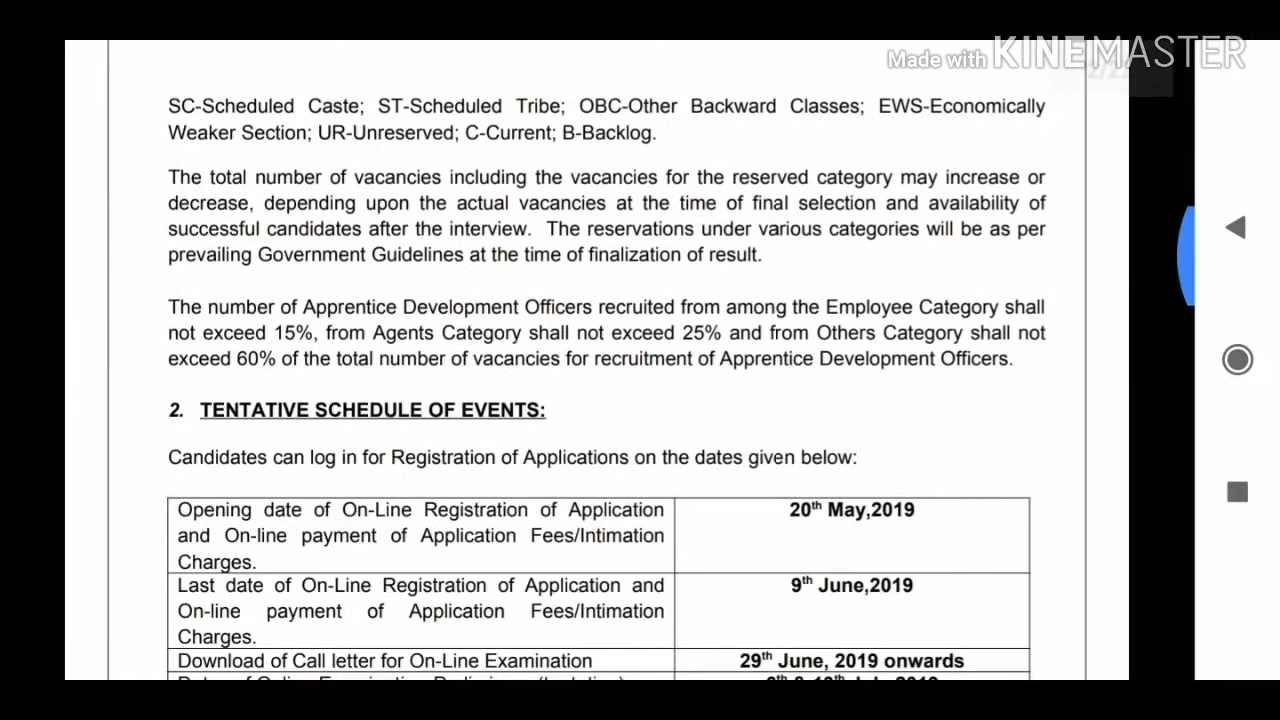 Made with KINEMASTER
SC-Scheduled Caste; ST-Scheduled Tribe; OBC-Other Backward Classes; EWS-Economically
Weaker Section; UR-Unreserved; C-Current; B-Backlog.
The total number of vacancies including the vacancies for the reserved category may increase or
decrease, depending upon the actual vacancies at the time of final selection and availability of
successful candidates after the interview. The reservations under various categories will be as per
prevailing Government Guidelines at the time of finalization of result.
The number of Apprentice Development Officers recruited from among the Employee Category shall
not exceed 15%, from Agents Category shall not exceed 25% and from Others Category shall not
exceed 60% of the total number of vacancies for recruitment of Apprentice Development Officers.
2. TENTATIVE SCHEDULE OF EVENTS:
Candidates can log in for Registration of Applications on the dates given below:
Opening date of On-Line Registration of Application 20th May,2019
and On-line payment of Application Fees/Intimation
Charges.
Last date of On-Line Registration of Application and 9th June,2019
On-line payment of Application Fees/Intimation
Charges.
Download of Call letter for On-Line Examination 29th June, 2019 onwards